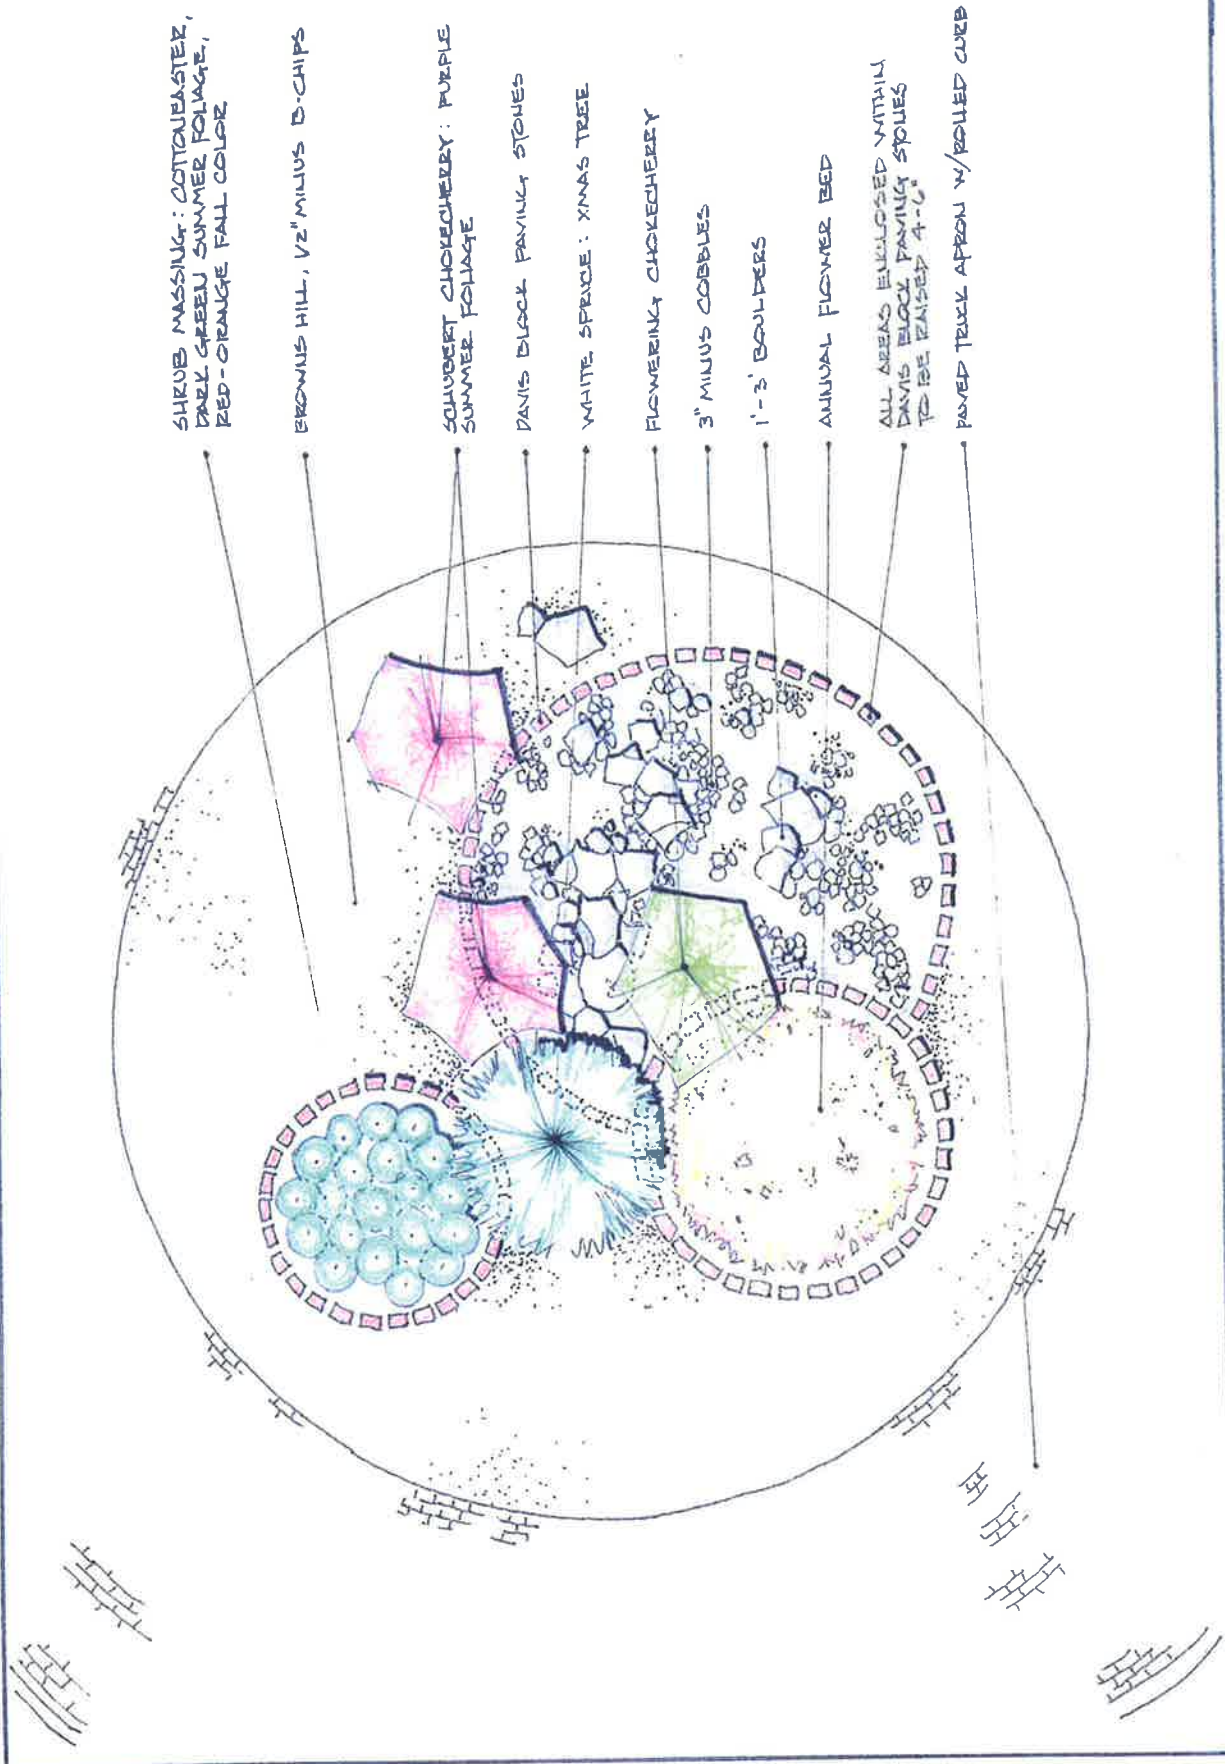 SHRUB MASSING: COTTONEASTER,
DARK GREEN SUMMER FOLIAGE,
RED-ORANGE FALL COLOR
BROWNS HILL, 1/2" MINUS B-CHIPS
SCHUBERT CHOKECHERRY: PURPLE
SUMMER FOLIAGE
DAVIS BLOCK PAVING STONES
WHITE SPRICE: XMAS TREE
FLOWERING CHOKECHERRY
3" MINUS COBBLES
1'-3' BOULDERS
ANNUAL FLOWER BED
ALL AREAS ENCLOSED WITHIN
DAVIS BLOCK PAVING STONES
TO BE RAISED 4-6"
PAVED TRUCK APRON W/ROLLED CURB